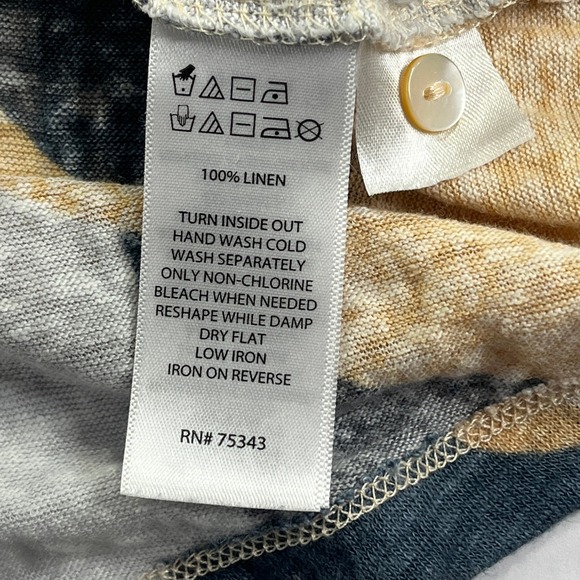 100% LINEN
TURN INSIDE OUT
HAND WASH COLD
WASH SEPARATELY
ONLY NON-CHLORINE
BLEACH WHEN NEEDED
RESHAPE WHILE DAMP
DRY FLAT
LOW IRON
IRON ON REVERSE
RN# 75343